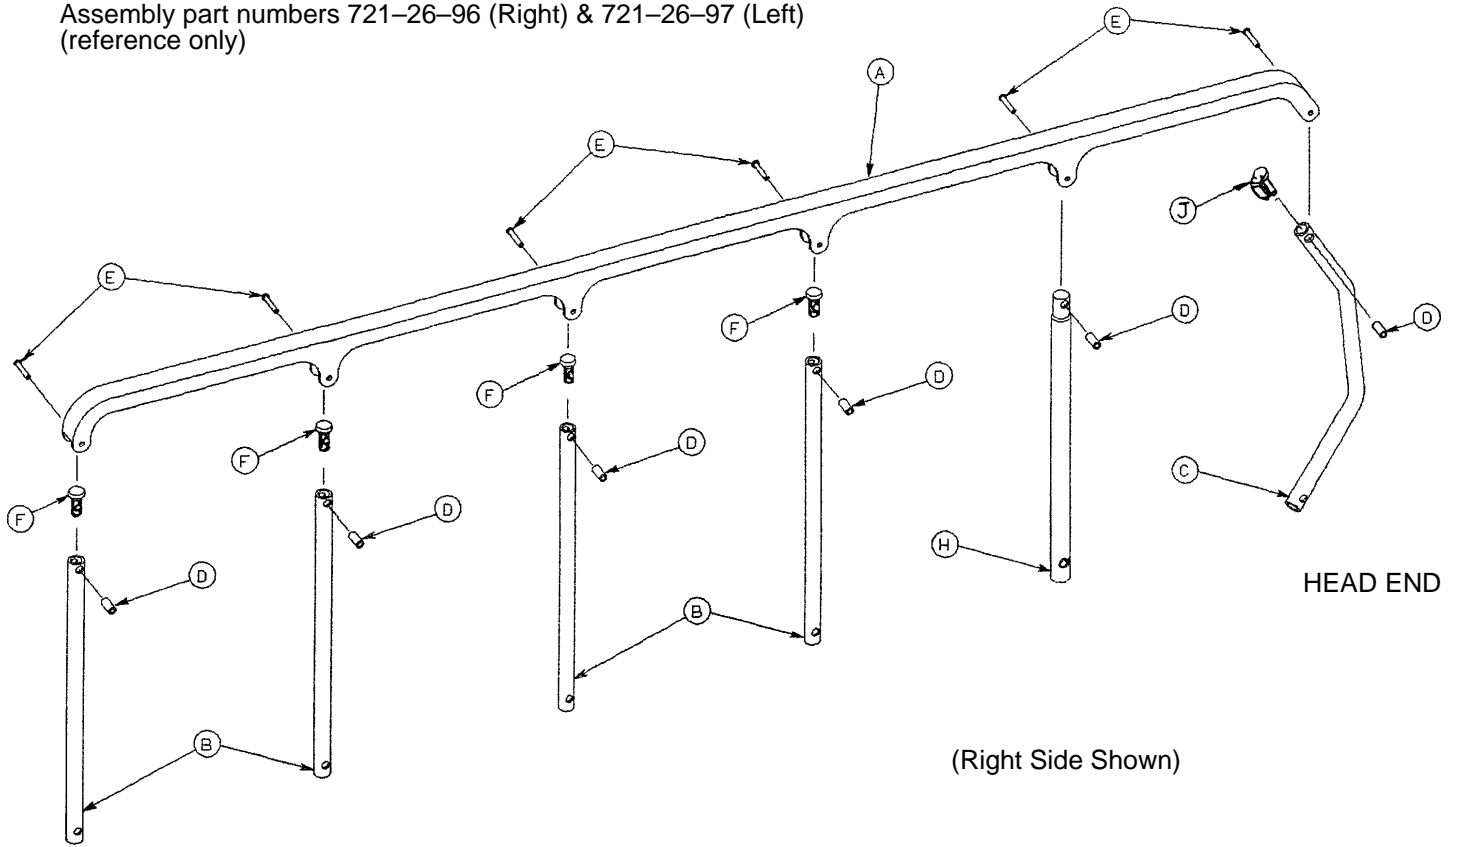 Assembly part numbers 721–26–96 (Right) & 721–26–97 (Left)
(reference only)
E
A
E
J
E
D
D
F
D
F
D
F
C
D
F
H
D
HEAD END
B
B
(Right Side Shown)